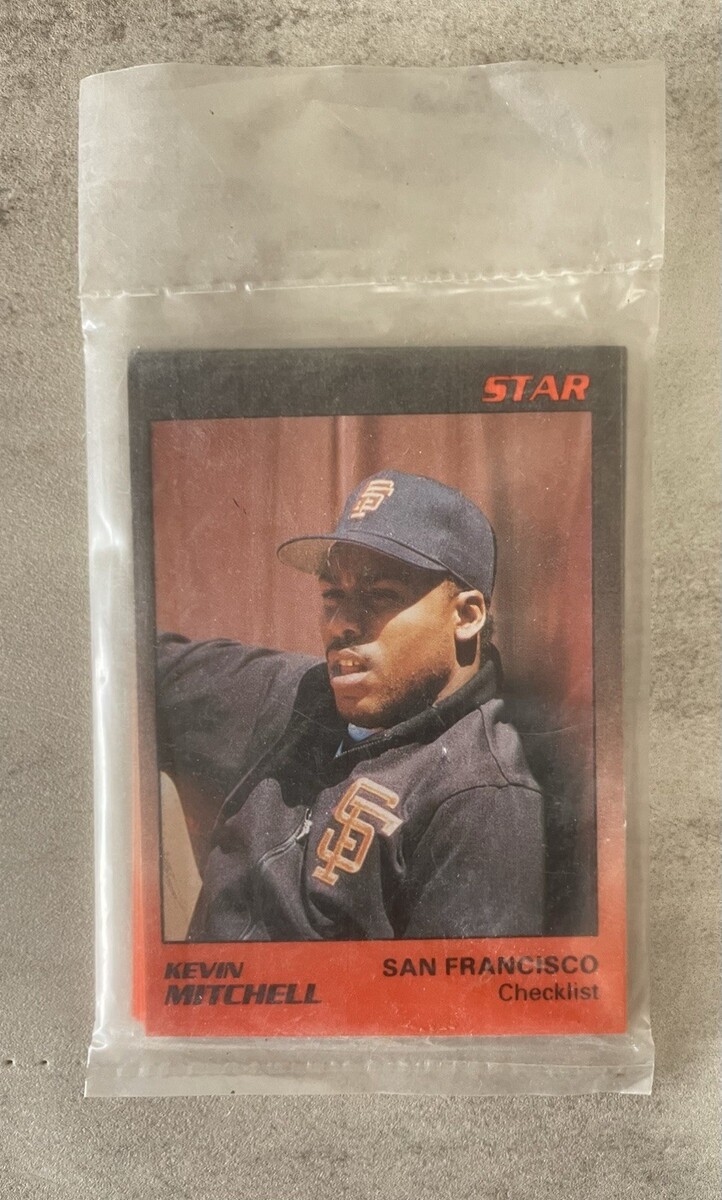 STAR
SF
SF
KEVIN
MITCHELL
SAN FRANCISCO
Checklist